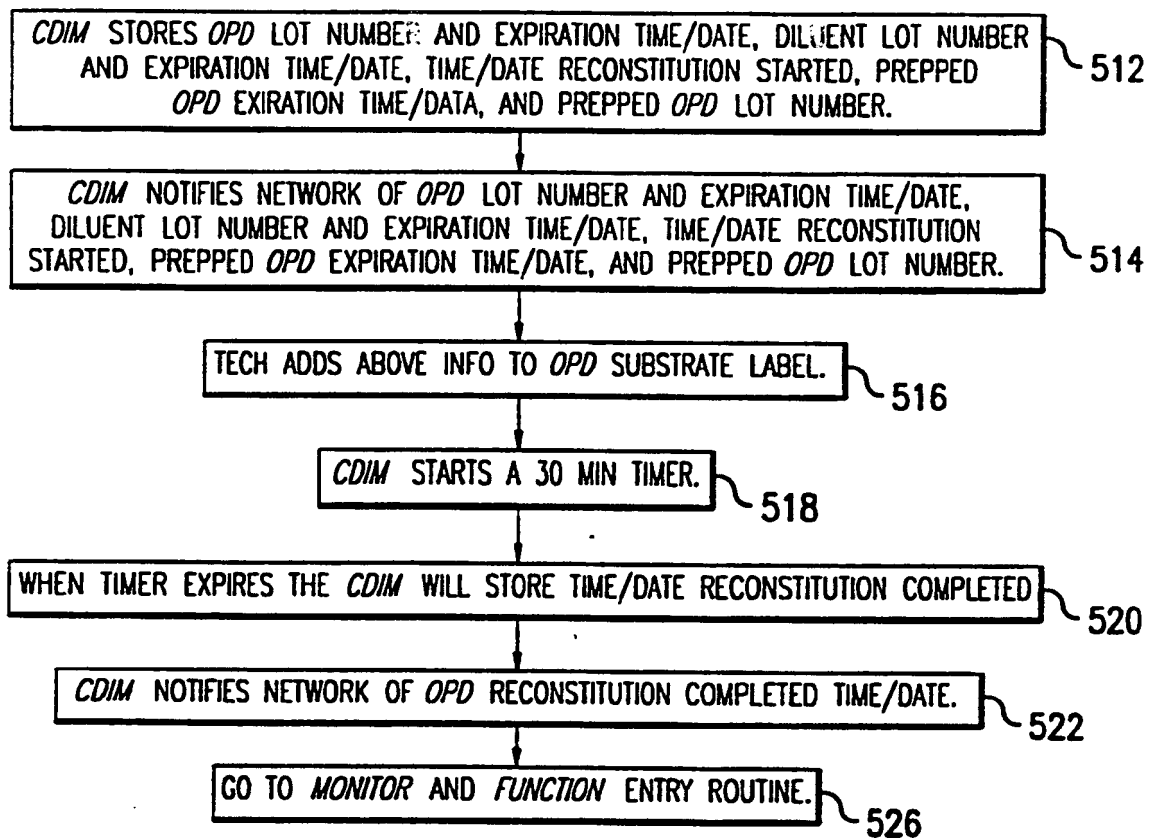 CDIM STORES OPD LOT NUMBER AND EXPIRATION TIME/DATE, DILUENT LOT NUMBER
AND EXPIRATION TIME/DATE, TIME/DATE RECONSTITUTION STARTED, PREPPED
OPD EXIRATION TIME/DATA, AND PREPPED OPD LOT NUMBER.
512
CDIM NOTIFIES NETWORK OF OPD LOT NUMBER AND EXPIRATION TIME/DATE,
DILUENT LOT NUMBER AND EXPIRATION TIME/DATE, TIME/DATE RECONSTITUTION
STARTED, PREPPED OPD EXPIRATION TIME/DATE, AND PREPPED OPD LOT NUMBER.
514
TECH ADDS ABOVE INFO TO OPD SUBSTRATE LABEL.
516
CDIM STARTS A 30 MIN TIMER.
518
WHEN TIMER EXPIRES THE CDIM WILL STORE TIME/DATE RECONSTITUTION COMPLETED
520
CDIM NOTIFIES NETWORK OF OPD RECONSTITUTION COMPLETED TIME/DATE.
522
GO TO MONITOR AND FUNCTION ENTRY ROUTINE.
526